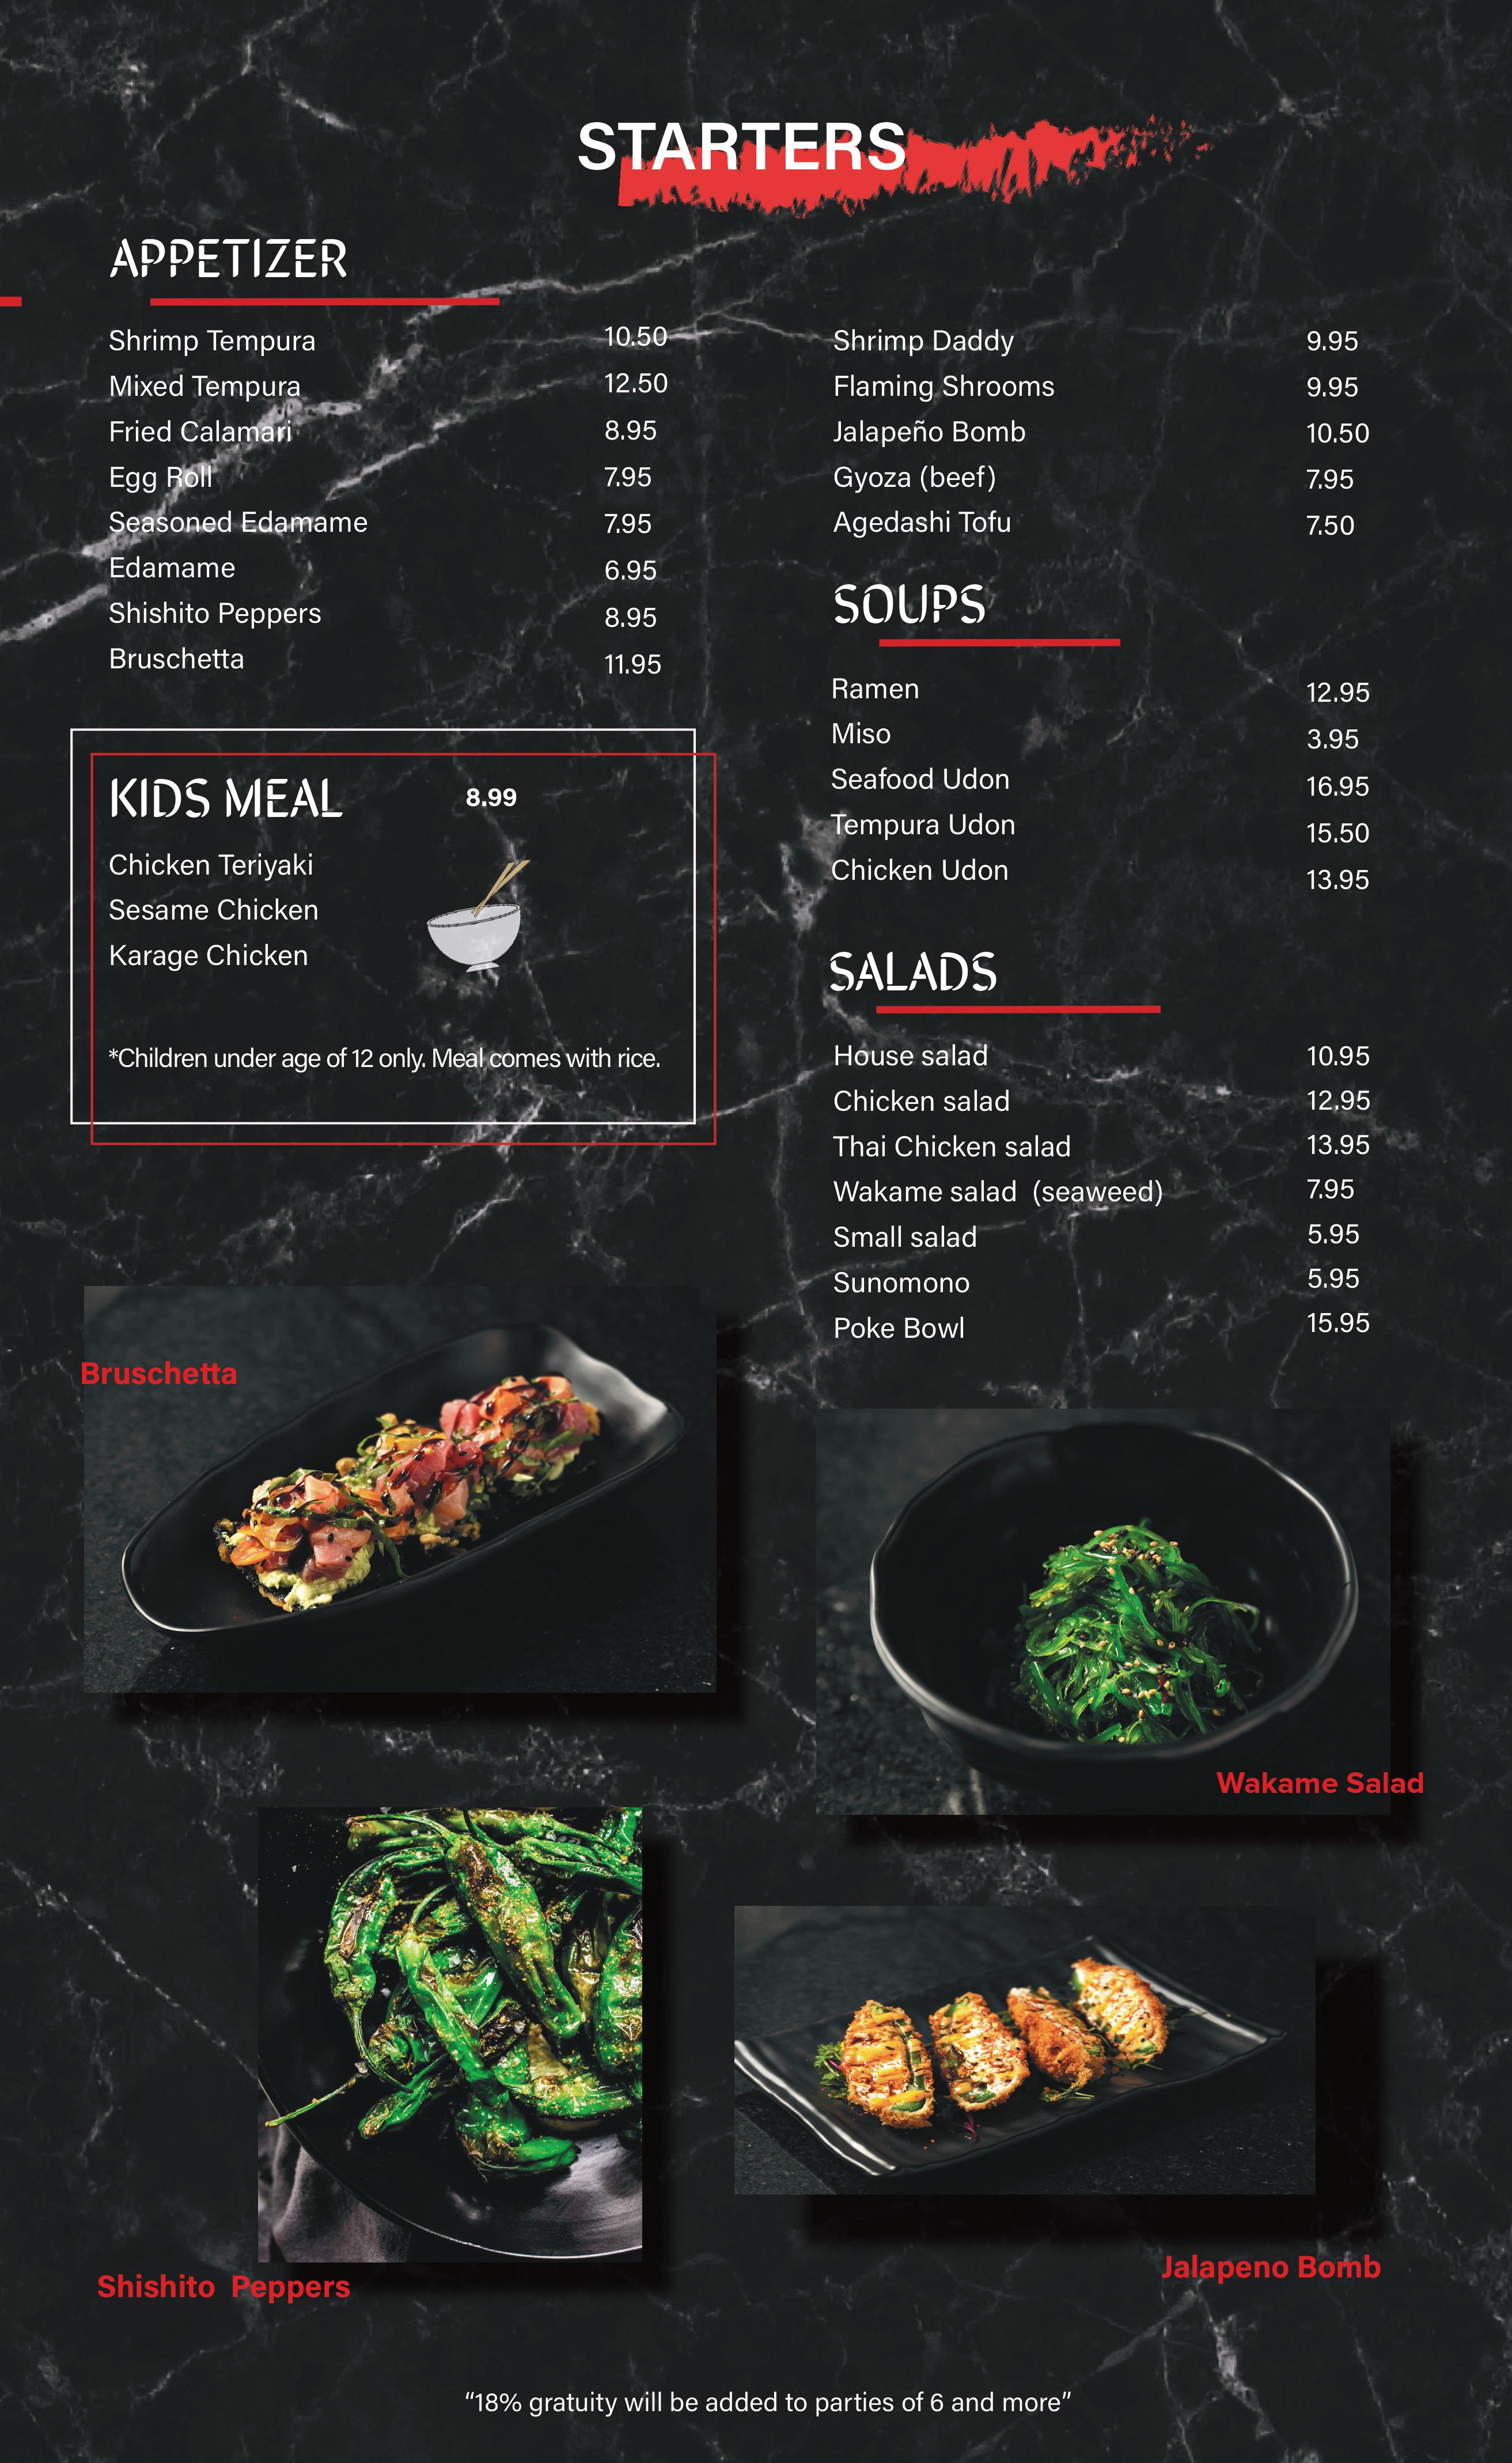 STARTERS
APPETIZER
Shrimp Tempura 10.50
Mixed Tempura 12.50
Fried Calamari 8.95
Egg Roll 7.95
Seasoned Edamame 7.95
Edamame 6.95
Shishito Peppers 8.95
Bruschetta 11.95
KIDS MEAL 8.99
Chicken Teriyaki
Sesame Chicken
Karage Chicken
*Children under age of 12 only. Meal comes with rice.
Shrimp Daddy 9.95
Flaming Shrooms 9.95
Jalapeño Bomb 10.50
Gyoza (beef) 7.95
Agedashi Tofu 7.50
SOUPS
Ramen 12.95
Miso 3.95
Seafood Udon 16.95
Tempura Udon 15.50
Chicken Udon 13.95
SALADS
House salad 10.95
Chicken salad 12.95
Thai Chicken salad 13.95
Wakame salad (seaweed) 7.95
Small salad 5.95
Sunomono 5.95
Poke Bowl 15.95
Bruschetta
Wakame Salad
Shishito Peppers
Jalapeno Bomb
“18% gratuity will be added to parties of 6 and more”